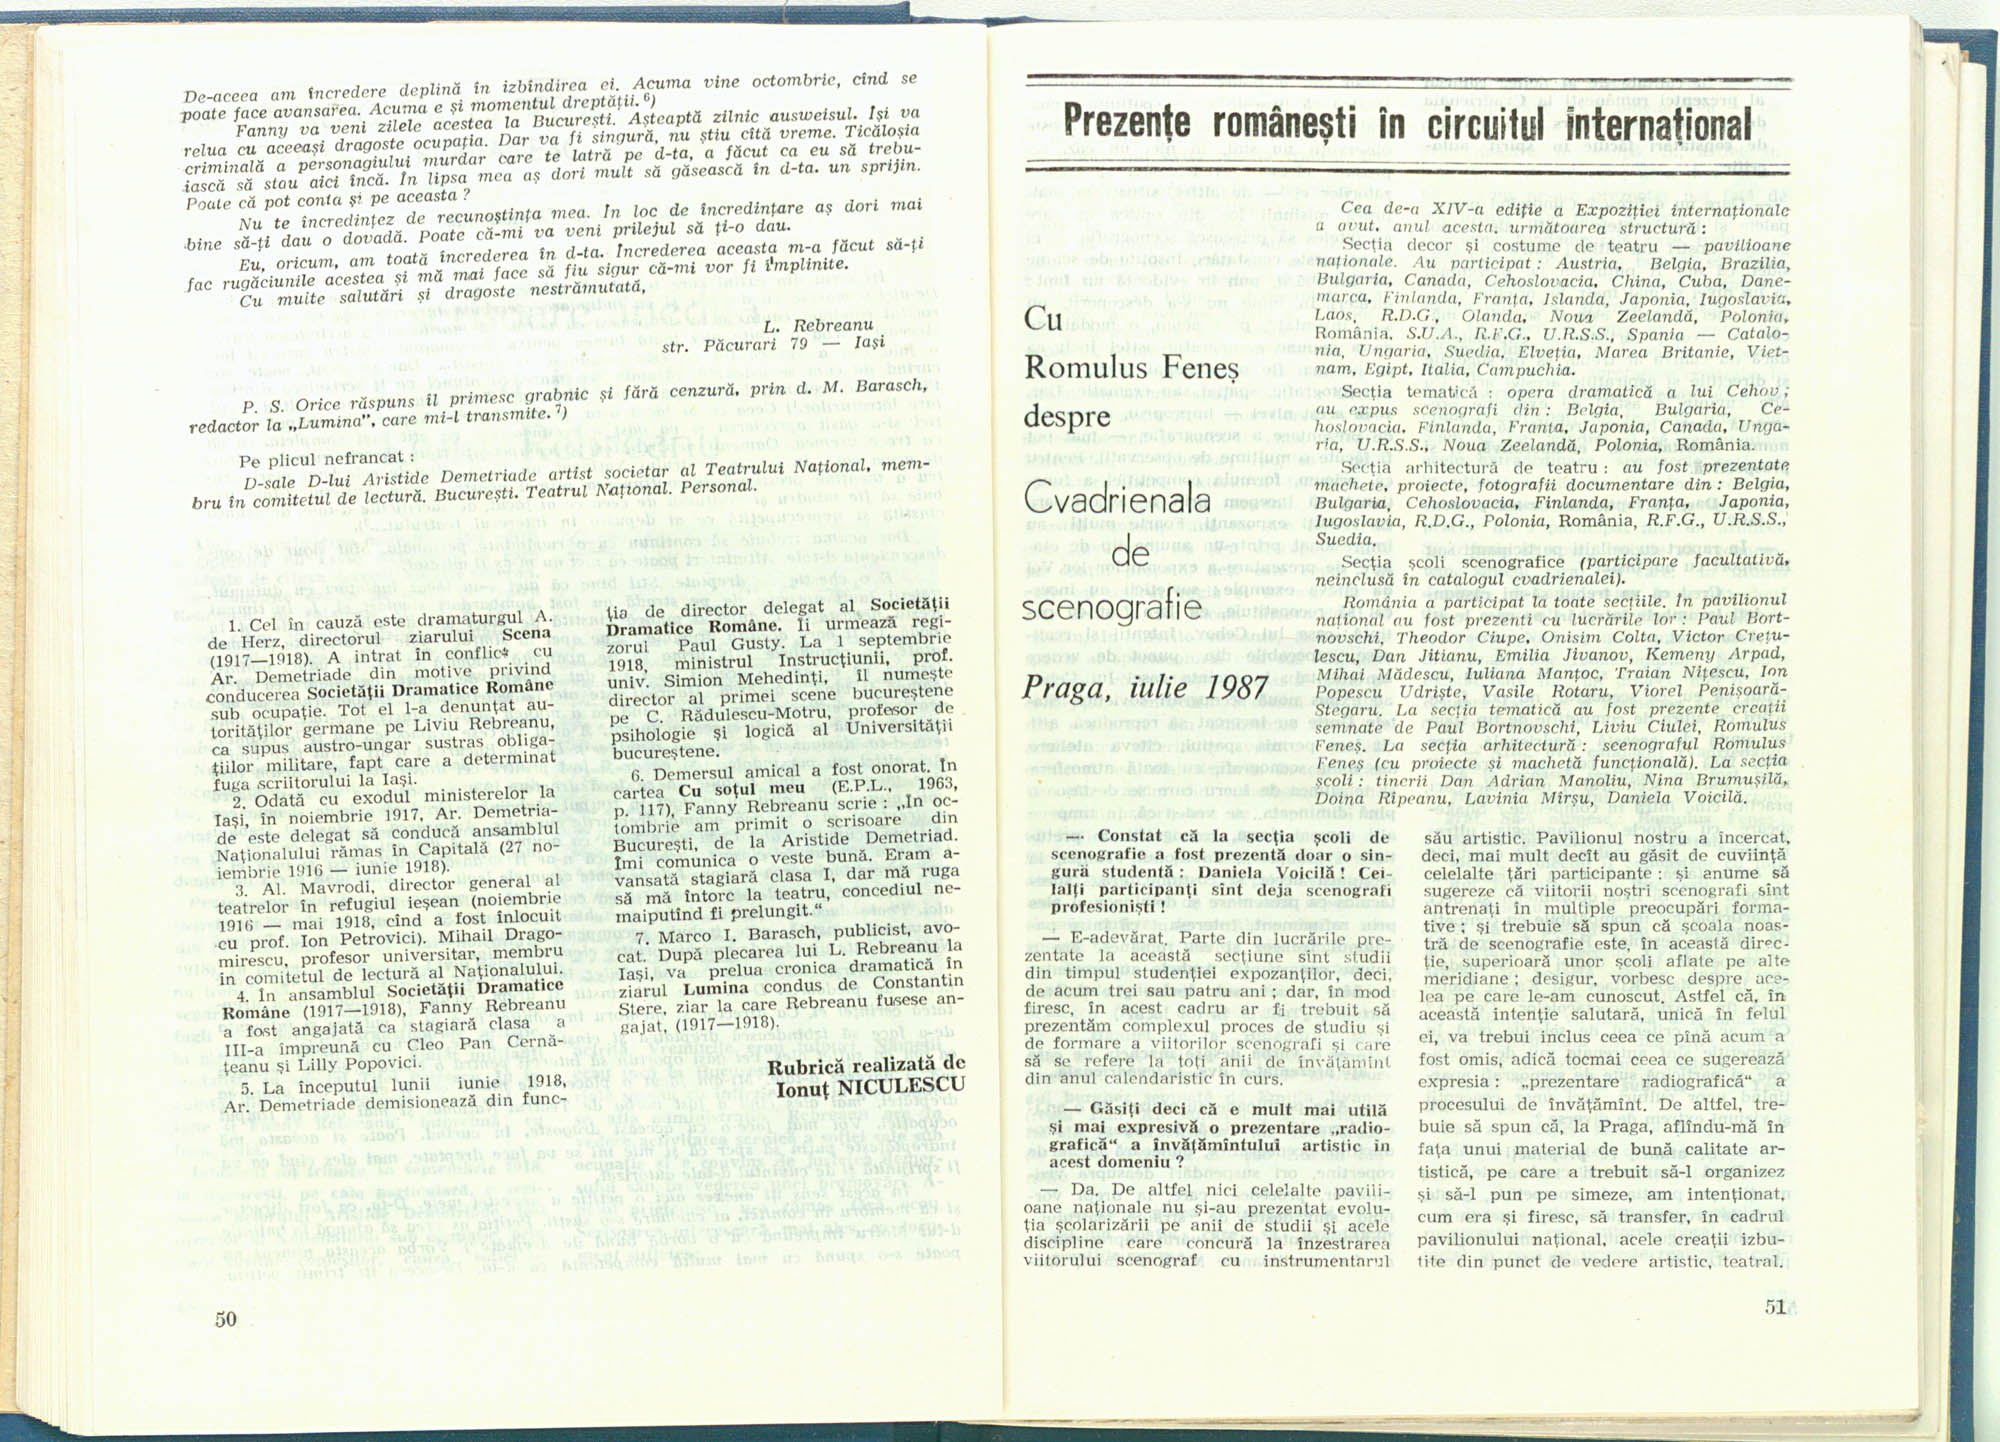 De-aceea am încredere deplină în izbîndirea ei. Acuma vine octombrie, cînd se
poate face avansarea. Acuma e și momentul dreptății. 6)
Fanny va veni zilele acestea la București. Așteaptă zilnic ausweisul. Iși va
relua cu aceeași dragoste ocupația. Dar va fi singură, nu știu cîtă vreme. Ticăloșia
criminală a personagiului murdar care te latră pe d-ta, a făcut ca eu să trebu-
iască să stau aici încă. În lipsa mea aș dori mult să găsească în d-ta. un sprijin.
Poate că pot conta și pe aceasta ?
Nu te încredințez de recunoștința mea. In loc de încredințare aș dori mai
bine să-ți dau o dovadă. Poate că-mi va veni prilejul să ți-o dau.
Eu, oricum, am toată încrederea în d-ta. Increderea aceasta m-a făcut să-ți
fac rugăciunile acestea și mă mai face să fiu sigur că-mi vor fi împlinite.
Cu multe salutări și dragoste nestrămutată,
L. Rebreanu
str. Păcurari 79 — Iași
P. S. Orice răspuns îl primesc grabnic și fără cenzură, prin d. M. Barasch,
redactor la „Lumina", care mi-l transmite. 7)
Pe plicul nefrancat :
D-sale D-lui Aristide Demetriade artist societar al Teatrului Național, mem-
bru în comitetul de lectură. București. Teatrul Național. Personal.
1. Cel în cauză este dramaturgul A.
de Herz, directorul ziarului Scena
(1917—1918). A intrat în conflict cu
Ar. Demetriade din motive privind
conducerea Societății Dramatice Române
sub ocupație. Tot el l-a denunțat au-
torităților germane pe Liviu Rebreanu,
ca supus austro-ungar sustras obliga-
țiilor militare, fapt care a determinat
fuga scriitorului la Iași.
2. Odată cu exodul ministerelor la
Iași, în noiembrie 1917, Ar. Demetria-
de este delegat să conducă ansamblul
Naționalului rămas în Capitală (27 no-
iembrie 1916 — iunie 1918).
3. Al. Mavrodi, director general al
teatrelor în refugiul ieșean (noiembrie
1916 — mai 1918, cînd a fost înlocuit
cu prof. Ion Petrovici). Mihail Drago-
mirescu, profesor universitar, membru
în comitetul de lectură al Naționalului.
4. În ansamblul Societății Dramatice
Române (1917—1918), Fanny Rebreanu
a fost angajată ca stagiară clasa a
III-a împreună cu Cleo Pan Cernă-
țeanu și Lilly Popovici.
5. La începutul lunii iunie 1918,
Ar. Demetriade demisionează din func-
ția de director delegat al Societății
Dramatice Române. Îi urmează regi-
zorul Paul Gusty. La 1 septembrie
1918, ministrul Instrucțiunii, prof.
univ. Simion Mehedinți, îl numește
director al primei scene bucureștene
pe C. Rădulescu-Motru, profesor de
psihologie și logică al Universității
bucureștene.
6. Demersul amical a fost onorat. În
cartea Cu soțul meu (E.P.L., 1963,
p. 117), Fanny Rebreanu scrie : „In oc-
tombrie am primit o scrisoare din
București, de la Aristide Demetriad.
Îmi comunica o veste bună. Eram a-
vansată stagiară clasa I, dar mă ruga
să mă întorc la teatru, concediul ne-
maiputînd fi prelungit."
7. Marco I. Barasch, publicist, avo-
cat. După plecarea lui L. Rebreanu la
Iași, va prelua cronica dramatică în
ziarul Lumina condus de Constantin
Stere, ziar la care Rebreanu fusese an-
gajat, (1917—1918).
Rubrică realizată de
Ionuț NICULESCU
50
Prezențe românești în circuitul internațional
Cu
Romulus Feneș
despre
Cvadrienala
de
scenografie
Praga, iulie 1987
Cea de-a XIV-a ediție a Expoziției internaționale
a avut, anul acesta, următoarea structură :
Secția decor și costume de teatru — pavilioane
naționale. Au participat : Austria, Belgia, Brazilia,
Bulgaria, Canada, Cehoslovacia, China, Cuba, Dane-
marca, Finlanda, Franța, Islanda, Japonia, Iugoslavia,
Laos, R.D.G, Olanda, Noua Zeelandă, Polonia,
România, S.U.A., R.F.G., U.R.S.S., Spania — Catalo-
nia, Ungaria, Suedia, Elveția, Marea Britanie, Viet-
nam, Egipt, Italia, Campuchia.
Secția tematică : opera dramatică a lui Cehov ;
au expus scenografi din : Belgia, Bulgaria, Ce-
hoslovacia, Finlanda, Franta, Japonia, Canada, Unga-
ria, U.R.S.S., Noua Zeelandă, Polonia, România.
Secția arhitectură de teatru : au fost prezentate
machete, proiecte, fotografii documentare din : Belgia,
Bulgaria, Cehoslovacia, Finlanda, Franța, Japonia,
Iugoslavia, R.D.G., Polonia, România, R.F.G., U.R.S.S.,
Suedia.
Secția școli scenografice (participare facultativă,
neinclusă în catalogul cvadrienalei).
România a participat la toate secțiile. In pavilionul
național au fost prezenti cu lucrările lor : Paul Bort-
novschi, Theodor Ciupe, Onisim Colta, Victor Crețu-
lescu, Dan Jitianu, Emilia Jivanov, Kemeny Arpad,
Mihai Mădescu, Iuliana Manțoc, Traian Nițescu, Ion
Popescu Udriște, Vasile Rotaru, Viorel Penișoară-
Stegaru. La secția tematică au fost prezente creații
semnate de Paul Bortnovschi, Liviu Ciulei, Romulus
Feneș. La secția arhitectură : scenograful Romulus
Feneș (cu proiecte și machetă funcțională). La secția
școli : tinerii Dan Adrian Manoliu, Nina Brumușilă,
Doina Rîpeanu, Lavinia Mîrșu, Daniela Voicilă.
— Constat că la secția școli de
scenografie a fost prezentă doar o sin-
gură studentă : Daniela Voicilă ! Cei-
lalți participanți sînt deja scenografi
profesioniști !
— E-adevărat. Parte din lucrările pre-
zentate la această secțiune sînt studii
din timpul studenției expozanților, deci,
de acum trei sau patru ani ; dar, în mod
firesc, în acest cadru ar fi trebuit să
prezentăm complexul proces de studiu și
de formare a viitorilor scenografi și care
să se refere la toți anii de învățămînt
din anul calendaristic în curs.
— Găsiți deci că e mult mai utilă
și mai expresivă o prezentare „radio-
grafică" a învățămîntului artistic în
acest domeniu ?
— Da. De altfel nici celelalte pavili-
oane naționale nu și-au prezentat evolu-
ția școlarizării pe anii de studii și acele
discipline care concură la înzestrarea
viitorului scenograf cu instrumentarul
său artistic. Pavilionul nostru a încercat,
deci, mai mult decît au găsit de cuviință
celelalte țări participante : și anume să
sugereze că viitorii noștri scenografi sînt
antrenați în multiple preocupări forma-
tive ; și trebuie să spun că școala noas-
tră de scenografie este, în această direc-
ție, superioară unor școli aflate pe alte
meridiane ; desigur, vorbesc despre ace-
lea pe care le-am cunoscut. Astfel că, în
această intenție salutară, unică în felul
ei, va trebui inclus ceea ce pînă acum a
fost omis, adică tocmai ceea ce sugerează
expresia : „prezentare radiografică" a
procesului de învățămînt. De altfel, tre-
buie să spun că, la Praga, aflîndu-mă în
fața unui material de bună calitate ar-
tistică, pe care a trebuit să-l organizez
și să-l pun pe simeze, am intenționat,
cum era și firesc, să transfer, în cadrul
pavilionului național, acele creații izbu-
tite din punct de vedere artistic, teatral.
51